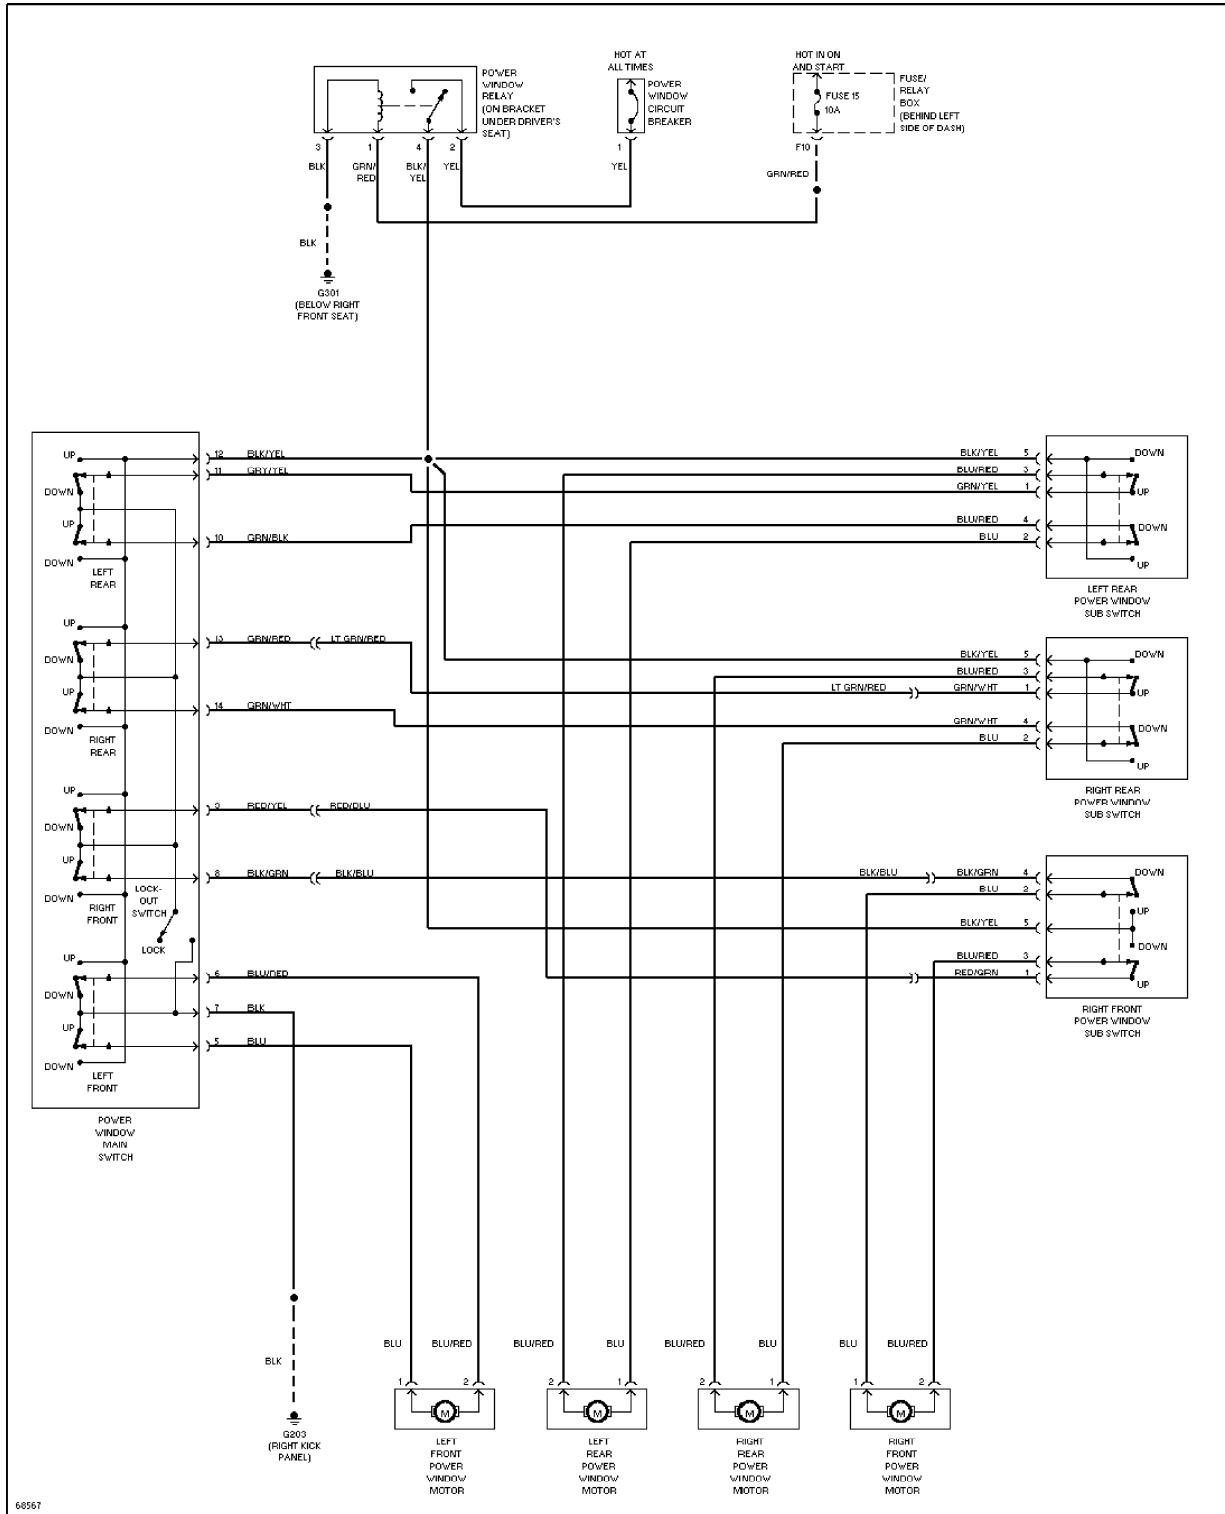 HOT AT
ALL TIMES
HOT IN ON
AND START
POWER
WINDOW
RELAY
(ON BRACKET
UNDER DRIVER'S
SEAT)
POWER
WINDOW
CIRCUIT
BREAKER
FUSE 15
10A
FUSE/
RELAY
BOX
(BEHIND LEFT
SIDE OF DASH)
3 1 4 2 1 F10
BLK GRN/
RED BLK/
YEL YEL YEL GRN/RED
BLK
G301
(BELOW RIGHT
FRONT SEAT)
UP 12 BLK/YEL BLK/YEL 5 DOWN
11 GRY/YEL BLU/RED 3
DOWN GRN/YEL 1 UP
UP BLU/RED 4 DOWN
10 GRN/BLK BLU 2
DOWN UP
LEFT
REAR
LEFT REAR
POWER WINDOW
SUB SWITCH
UP
13 GRN/RED LT GRN/RED
DOWN BLK/YEL 5 DOWN
BLU/RED 3
UP LT GRN/RED GRN/WHT 1 UP
14 GRN/WHT GRN/WHT 4 DOWN
DOWN BLU 2
UP
RIGHT
REAR
RIGHT REAR
POWER WINDOW
SUB SWITCH
UP
9 RED/YEL RED/BLU
DOWN
UP
8 BLK/GRN BLK/BLU BLK/BLU BLK/GRN 4 DOWN
DOWN BLU 2
RIGHT
FRONT
LOCK-
OUT
SWITCH
LOCK
UP
BLK/YEL 5
DOWN
UP BLU/RED 3
6 BLU/RED RED/GRN 1 UP
DOWN
7 BLK
UP
5 BLU
DOWN
LEFT
FRONT
RIGHT FRONT
POWER WINDOW
SUB SWITCH
POWER
WINDOW
MAIN
SWITCH
BLK
G203
(RIGHT KICK
PANEL)
BLU BLU/RED BLU/RED BLU BLU/RED BLU BLU BLU/RED
1 2 2 1 2 1 1 2
M M M M
LEFT
FRONT
POWER
WINDOW
MOTOR
LEFT
REAR
POWER
WINDOW
MOTOR
RIGHT
REAR
POWER
WINDOW
MOTOR
RIGHT
FRONT
POWER
WINDOW
MOTOR
68567